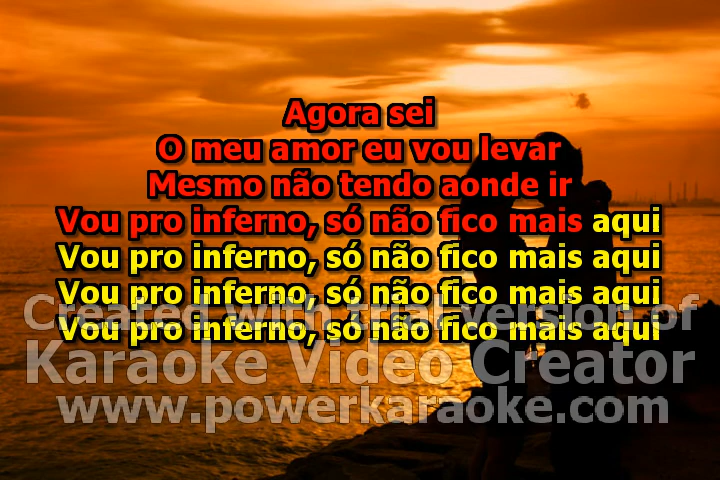 Agora sei
O meu amor eu vou levar
Mesmo não tendo aonde ir
Vou pro inferno, só não fico mais aqui
Vou pro inferno, só não fico mais aqui
Vou pro inferno, só não fico mais aqui
Created with trial version of
Vou pro inferno, só não fico mais aqui
Karaoke Video Creator
www.powerkaraoke.com